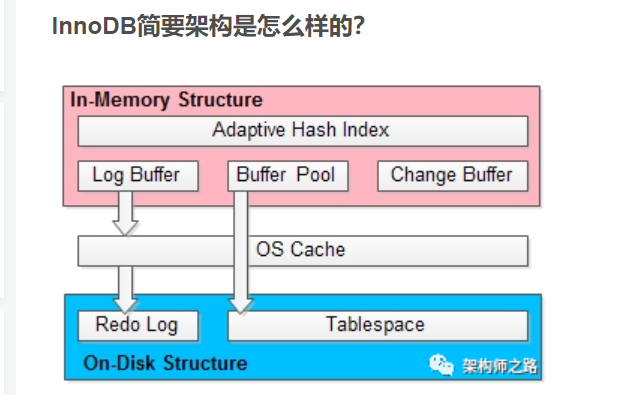 InnoDB简要架构是怎么样的？
In-Memory Structure
Adaptive Hash Index
Log Buffer
Buffer Pool
Change Buffer
OS Cache
Redo Log
Tablespace
On-Disk Structure
架构师之路